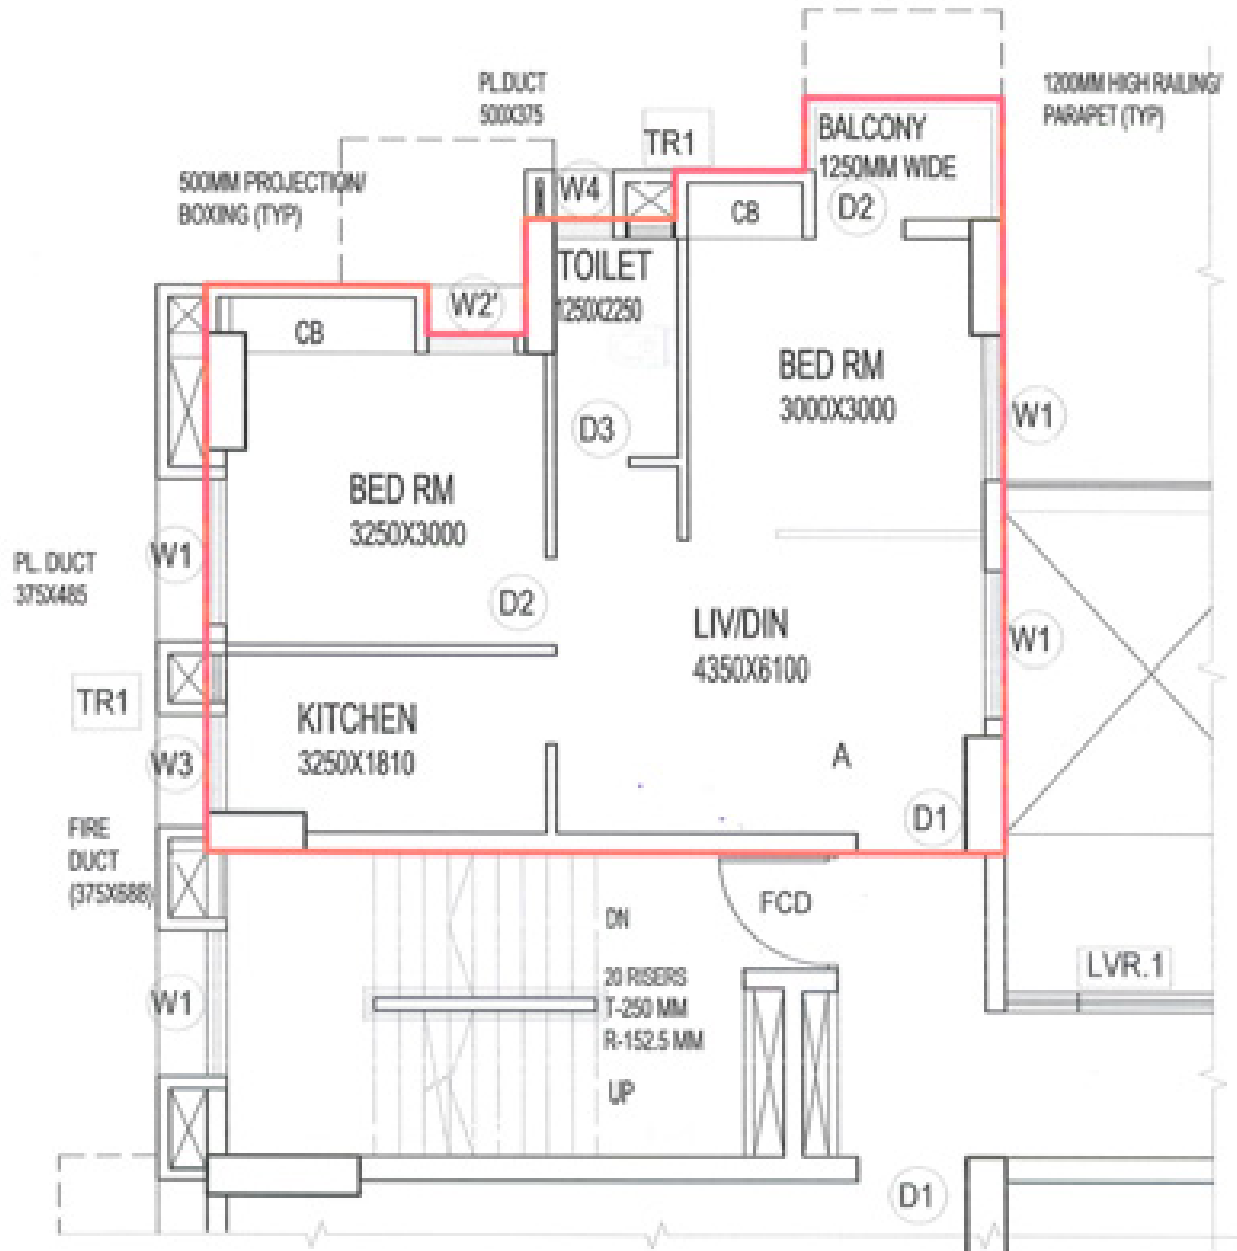 PL.DUCT
500X375
1200MM HIGH RAILING/
PARAPET (TYP)
TR1
BALCONY
1250MM WIDE
500MM PROJECTION/
BOXING (TYP)
W4
CB
D2
TOILET
1250X2250
W2'
CB
BED RM
3000X3000
W1
D3
BED RM
3250X3000
PL. DUCT
375X485
W1
D2
LIV/DIN
4350X6100
W1
TR1
KITCHEN
3250X1810
W3
A
D1
FIRE
DUCT
(375X688)
FCD
DN
20 RISERS
T-250 MM
R-152.5 MM
UP
LVR.1
W1
D1